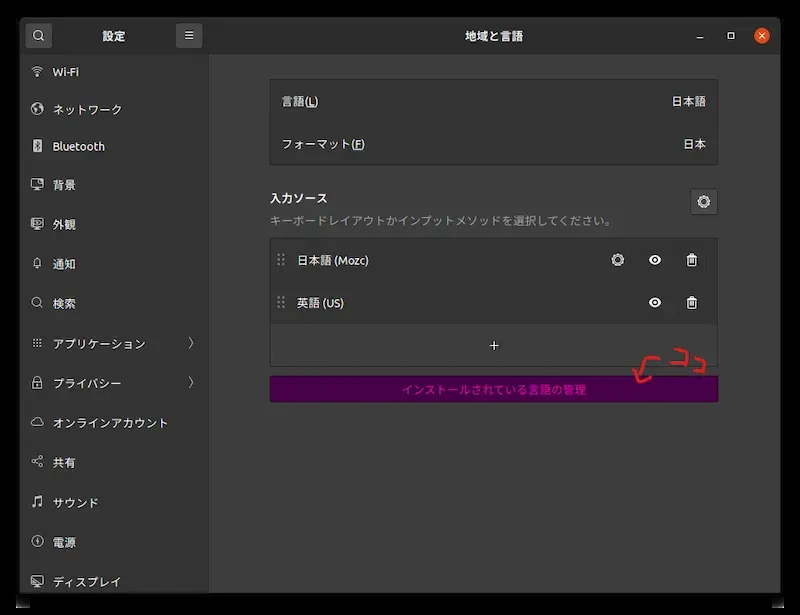 設定
地域と言語
Wi-Fi
ネットワーク
Bluetooth
背景
外観
通知
検索
アプリケーション
プライバシー
オンラインアカウント
共有
サウンド
電源
ディスプレイ
言語(L) 日本語
フォーマット(F) 日本
入力ソース
キーボードレイアウトかインプットメソッドを選択してください。
日本語 (Mozc)
英語 (US)
+
ココ
インストールされている言語の管理